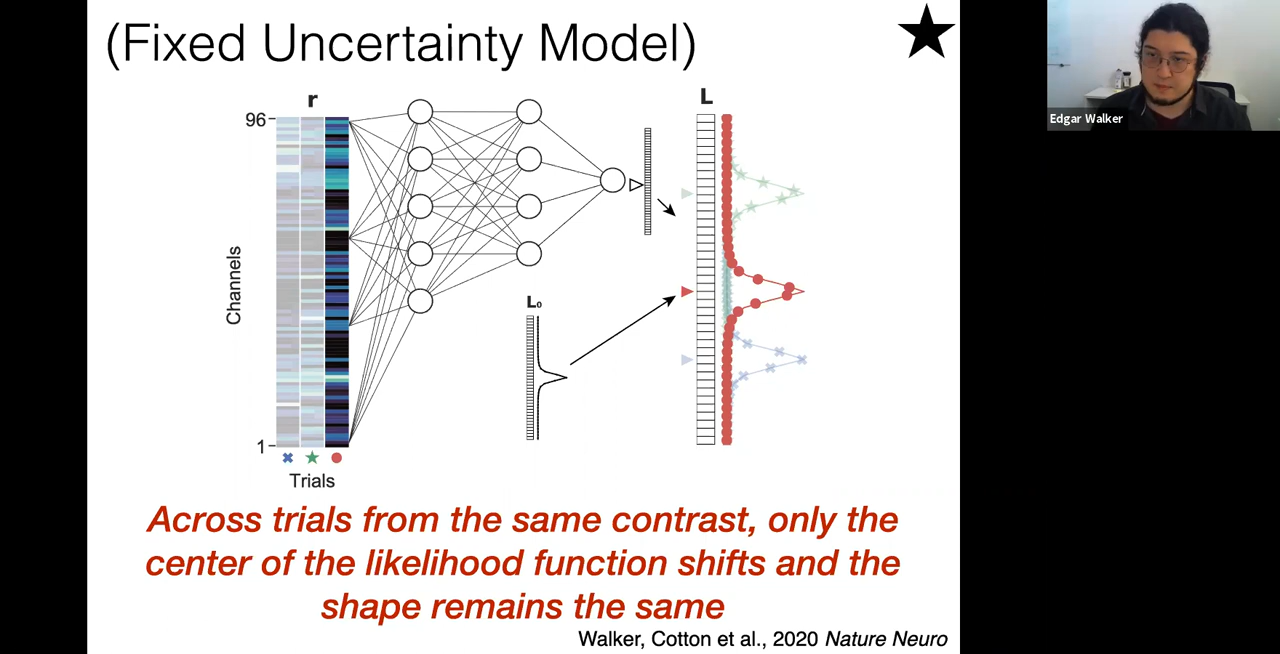 (Fixed Uncertainty Model)
r
L
96
Edgar Walker
Channels
L₀
1
Trials
Across trials from the same contrast, only the
center of the likelihood function shifts and the
shape remains the same
Walker, Cotton et al., 2020 Nature Neuro